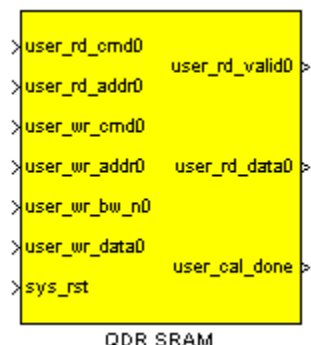 user_rd_cmd0
user_rd_valid0
user_rd_addr0
user_wr_cmd0
user_wr_addr0
user_rd_data0
user_wr_bw_n0
user_wr_data0
user_cal_done
sys_rst
QDR SRAM